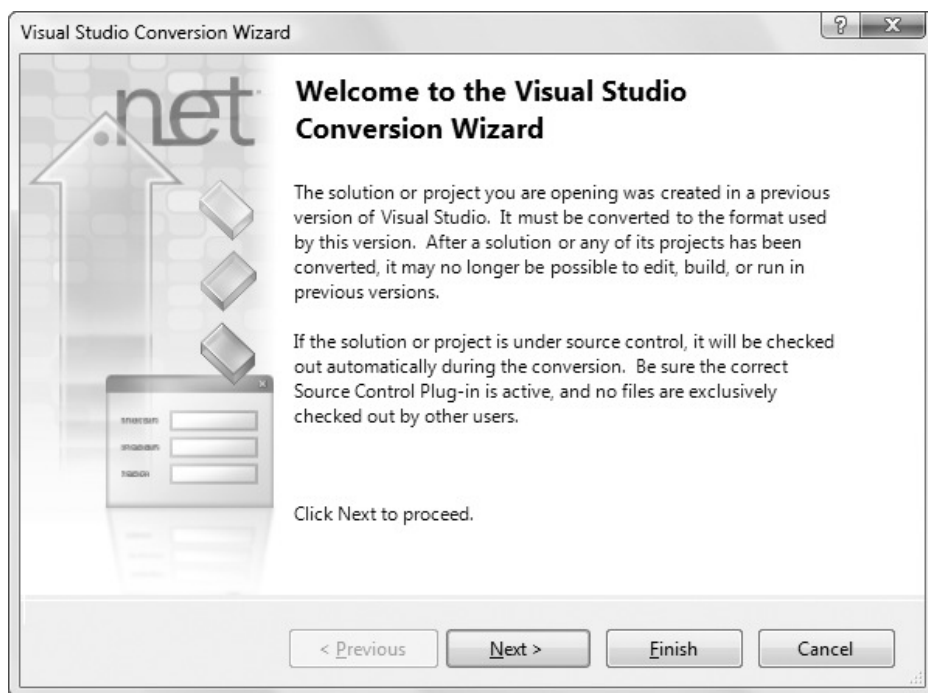 Visual Studio Conversion Wizard
.net
Welcome to the Visual Studio
Conversion Wizard
The solution or project you are opening was created in a previous
version of Visual Studio. It must be converted to the format used
by this version. After a solution or any of its projects has been
converted, it may no longer be possible to edit, build, or run in
previous versions.
If the solution or project is under source control, it will be checked
out automatically during the conversion. Be sure the correct
Source Control Plug-in is active, and no files are exclusively
checked out by other users.
Click Next to proceed.
< Previous
Next >
Finish
Cancel